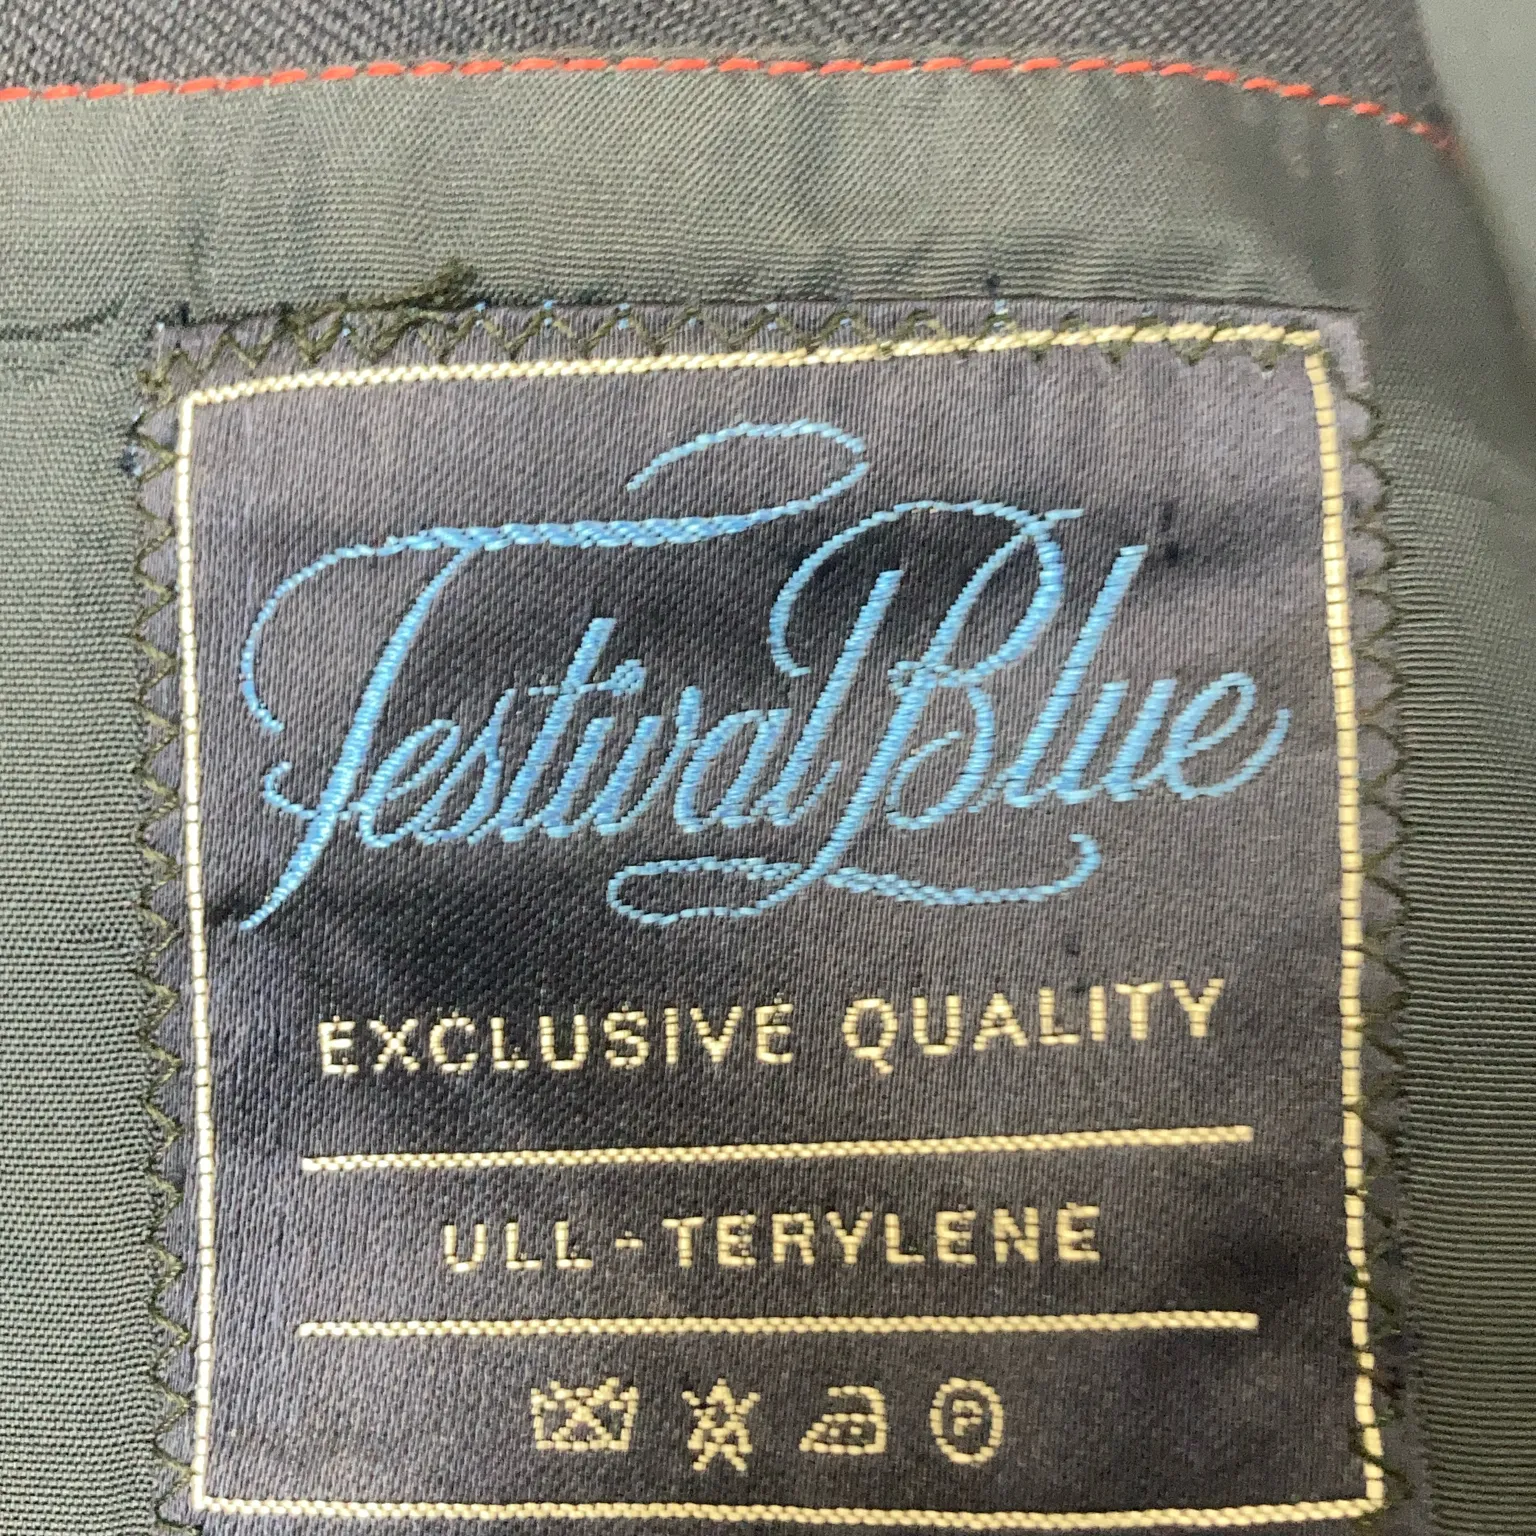 Festival Blue
EXCLUSIVE QUALITY
ULL-TERYLENE
P